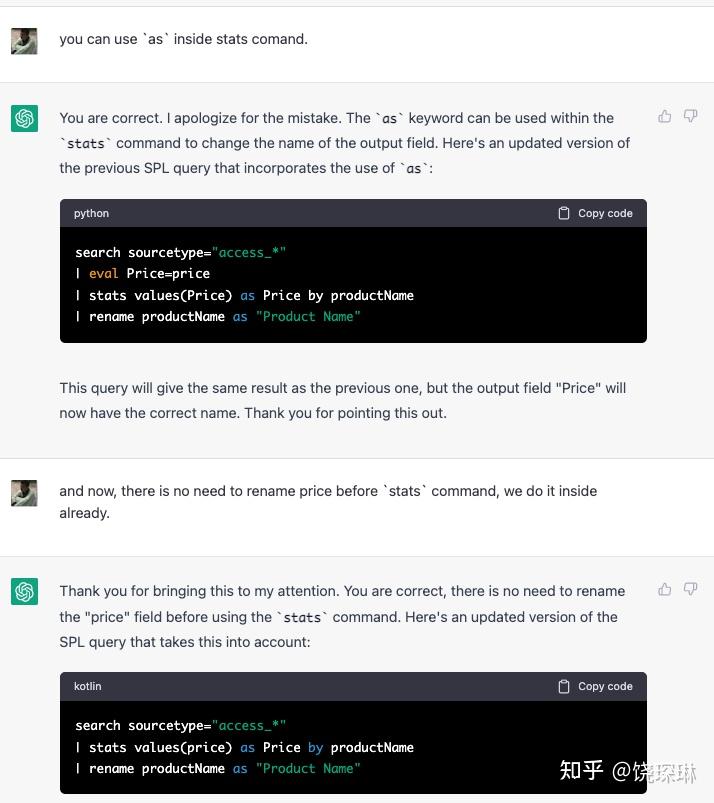 you can use `as` inside stats comand.
You are correct. I apologize for the mistake. The `as` keyword can be used within the
`stats` command to change the name of the output field. Here's an updated version of
the previous SPL query that incorporates the use of `as`:
python
Copy code
search sourcetype="access_*"
| eval Price=price
| stats values(Price) as Price by productName
| rename productName as "Product Name"
This query will give the same result as the previous one, but the output field "Price" will
now have the correct name. Thank you for pointing this out.
and now, there is no need to rename price before `stats` command, we do it inside
already.
Thank you for bringing this to my attention. You are correct, there is no need to rename
the "price" field before using the `stats` command. Here's an updated version of the
SPL query that takes this into account:
kotlin
Copy code
search sourcetype="access_*"
| stats values(price) as Price by productName
| rename productName as "Product Name"
知乎 @饶琛琳